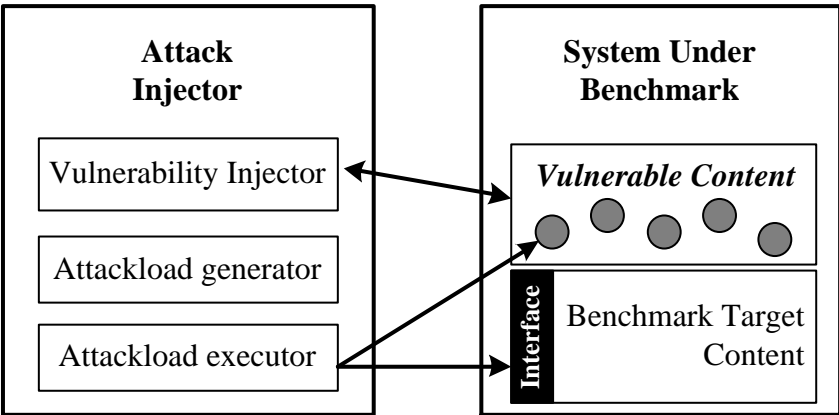 Attack
Injector
Vulnerability Injector
Attackload generator
Attackload executor
System Under
Benchmark
Vulnerable Content
Interface
Benchmark Target
Content